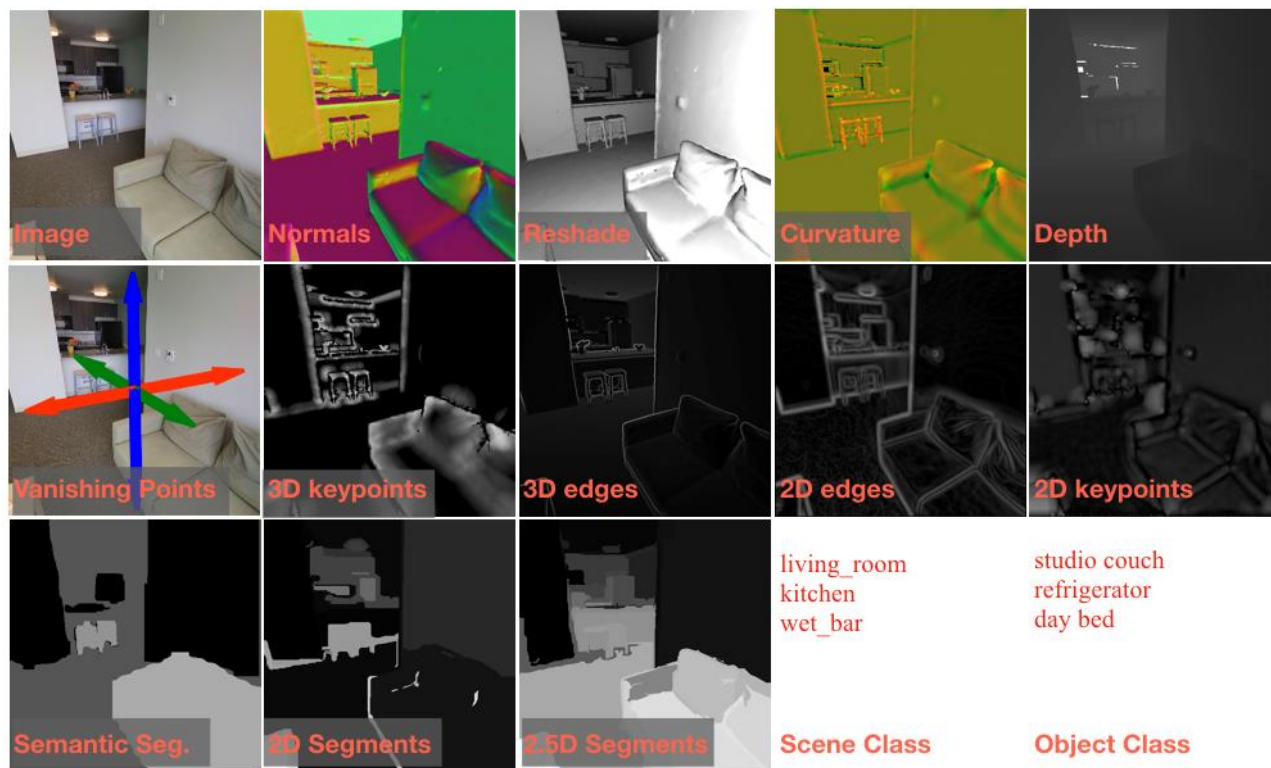 Image
Normals
Reshade
Curvature
Depth
Vanishing Points
3D keypoints
3D edges
2D edges
2D keypoints
living_room
kitchen
wet_bar
studio couch
refrigerator
day bed
Semantic Seg.
2D Segments
2.5D Segments
Scene Class
Object Class